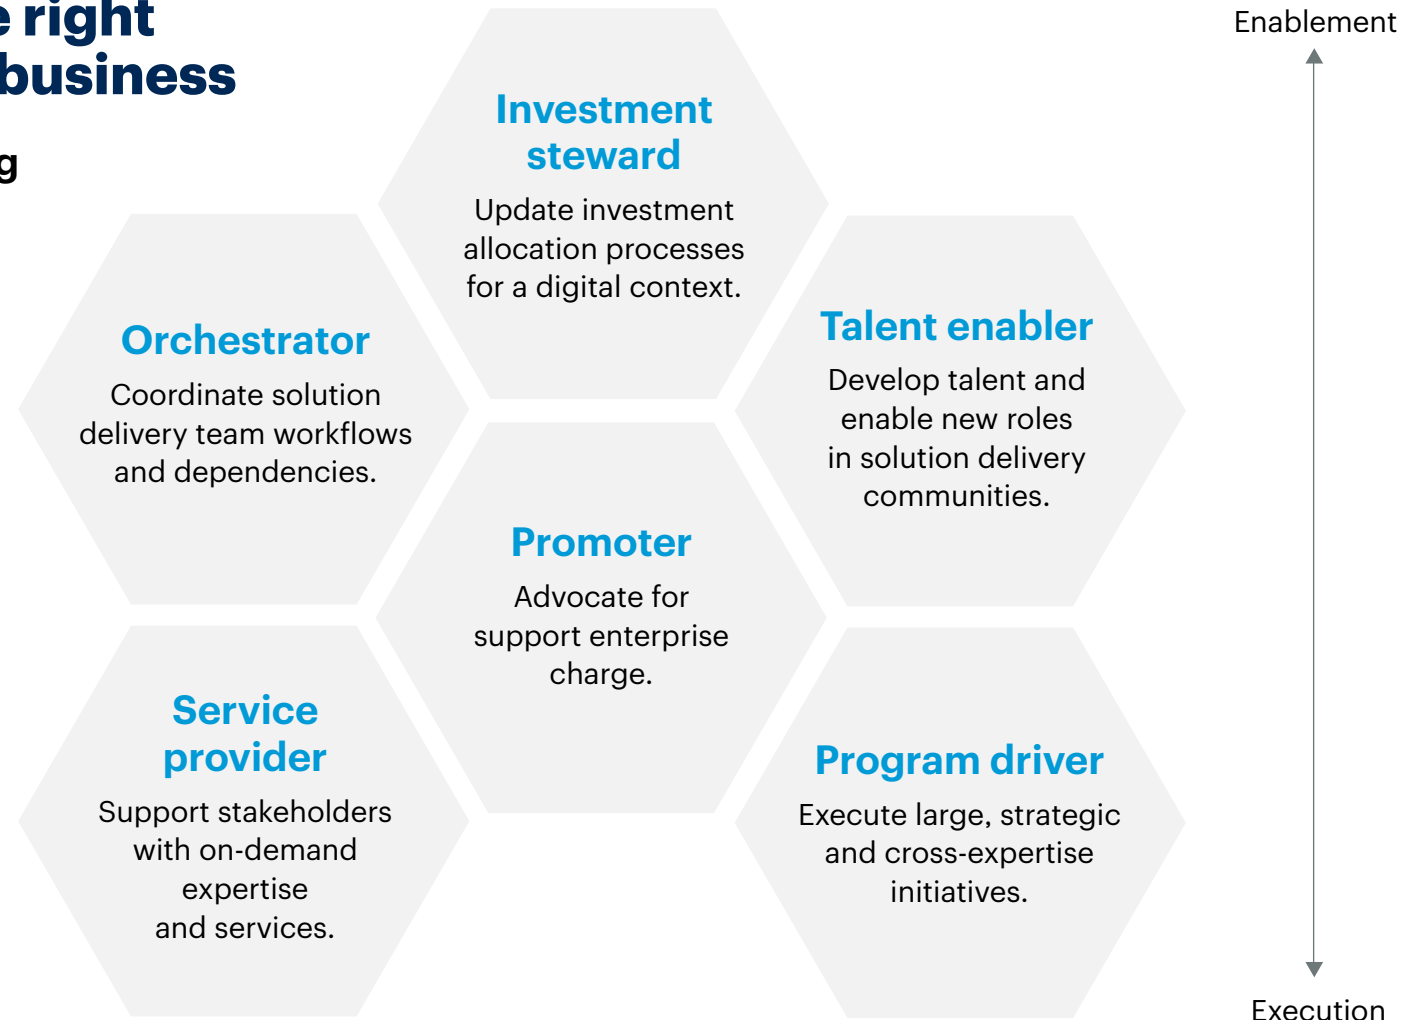 e right
business
g
Enablement
Investment
steward
Update investment
allocation processes
for a digital context.
Orchestrator
Coordinate solution
delivery team workflows
and dependencies.
Talent enabler
Develop talent and
enable new roles
in solution delivery
communities.
Promoter
Advocate for
support enterprise
charge.
Service
provider
Support stakeholders
with on-demand
expertise
and services.
Program driver
Execute large, strategic
and cross-expertise
initiatives.
Execution